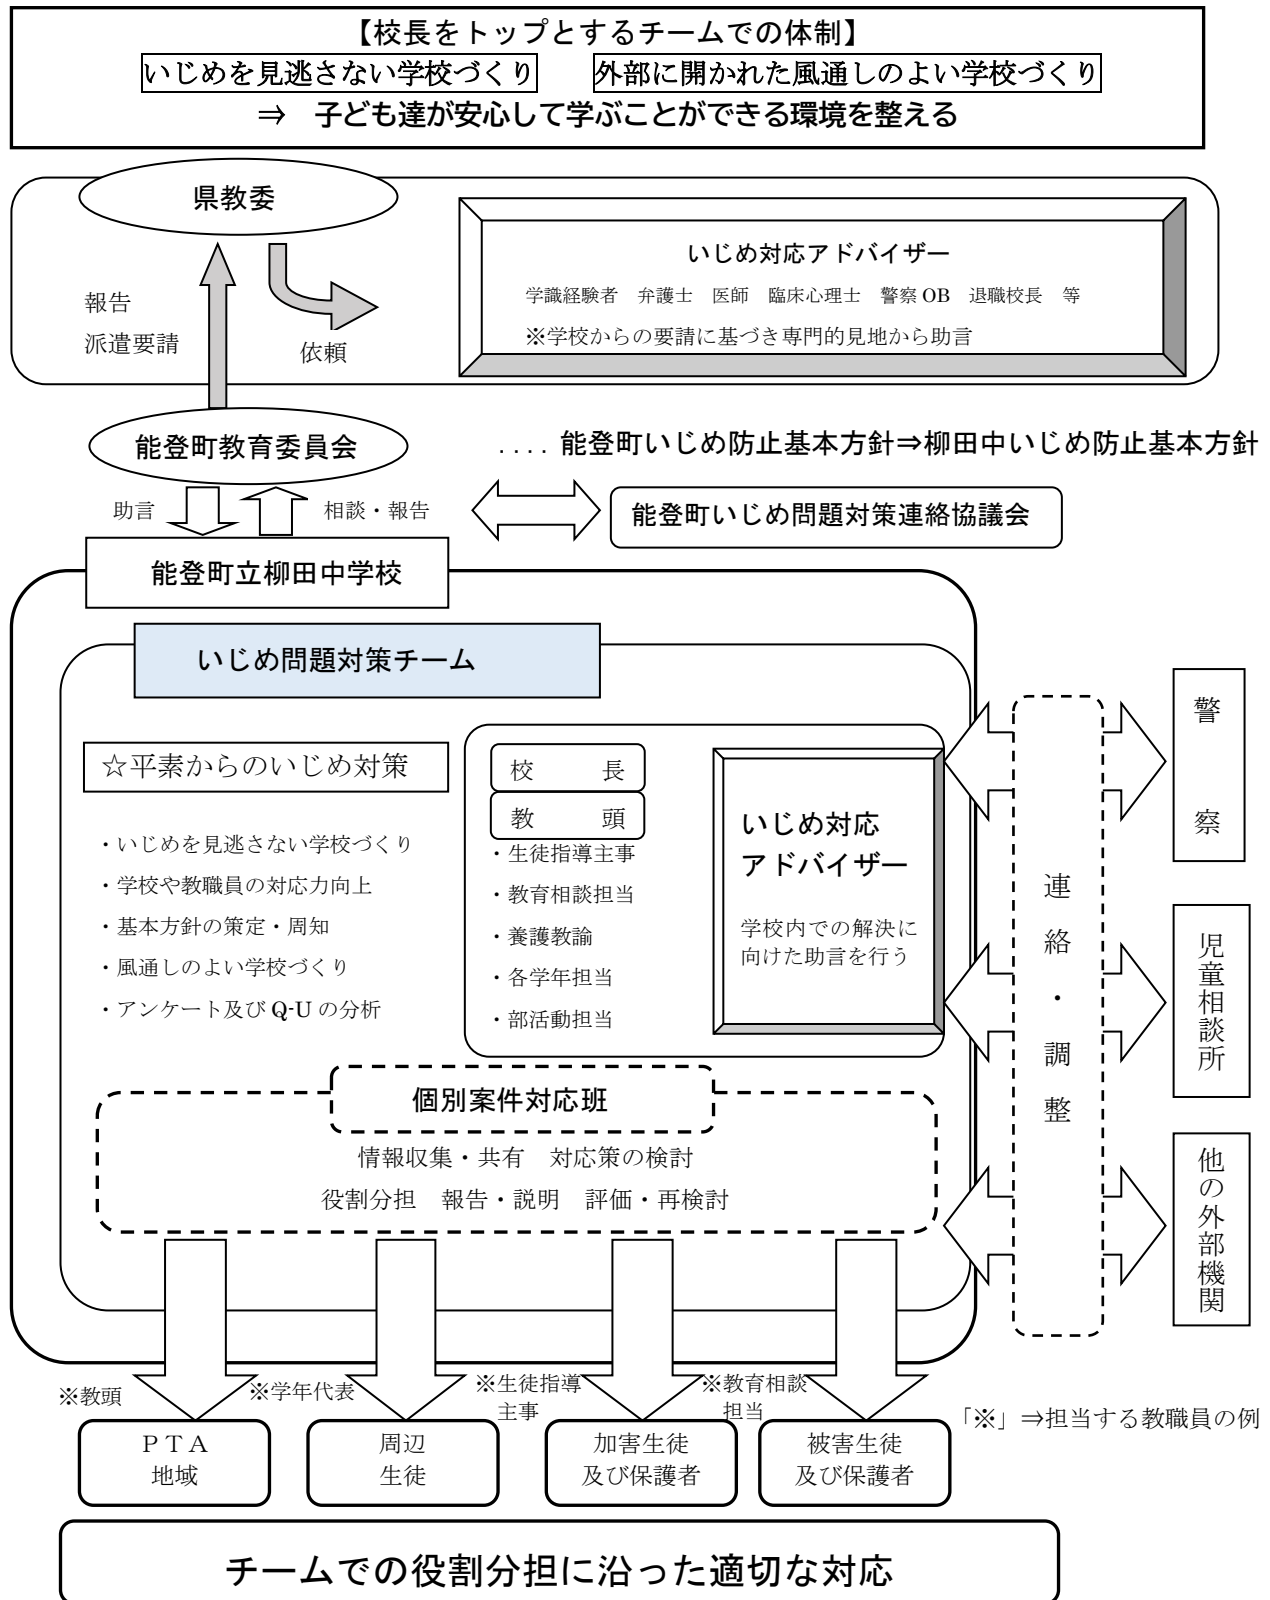 【校長をトップとするチームでの体制】
いじめを見逃さない学校づくり　外部に開かれた風通しのよい学校づくり
⇒　子ども達が安心して学ぶことができる環境を整える
県教委
報告
派遣要請
依頼
いじめ対応アドバイザー
学識経験者　弁護士　医師　臨床心理士　警察 OB　退職校長　等
※学校からの要請に基づき専門的見地から助言
能登町教育委員会
．．．．能登町いじめ防止基本方針⇒柳田中いじめ防止基本方針
助言
相談・報告
能登町いじめ問題対策連絡協議会
能登町立柳田中学校
いじめ問題対策チーム
☆平素からのいじめ対策
・いじめを見逃さない学校づくり
・学校や教職員の対応力向上
・基本方針の策定・周知
・風通しのよい学校づくり
・アンケート及び Q-U の分析
校　　長
教　　頭
・生徒指導主事
・教育相談担当
・養護教諭
・各学年担当
・部活動担当
いじめ対応
アドバイザー
学校内での解決に
向けた助言を行う
連絡・調整
警　察
児童相談所
他の外部機関
個別案件対応班
情報収集・共有　対応策の検討
役割分担　報告・説明　評価・再検討
※教頭
※学年代表
※生徒指導
主事
※教育相談
担当
「※」⇒担当する教職員の例
ＰＴＡ
地域
周辺
生徒
加害生徒
及び保護者
被害生徒
及び保護者
チームでの役割分担に沿った適切な対応